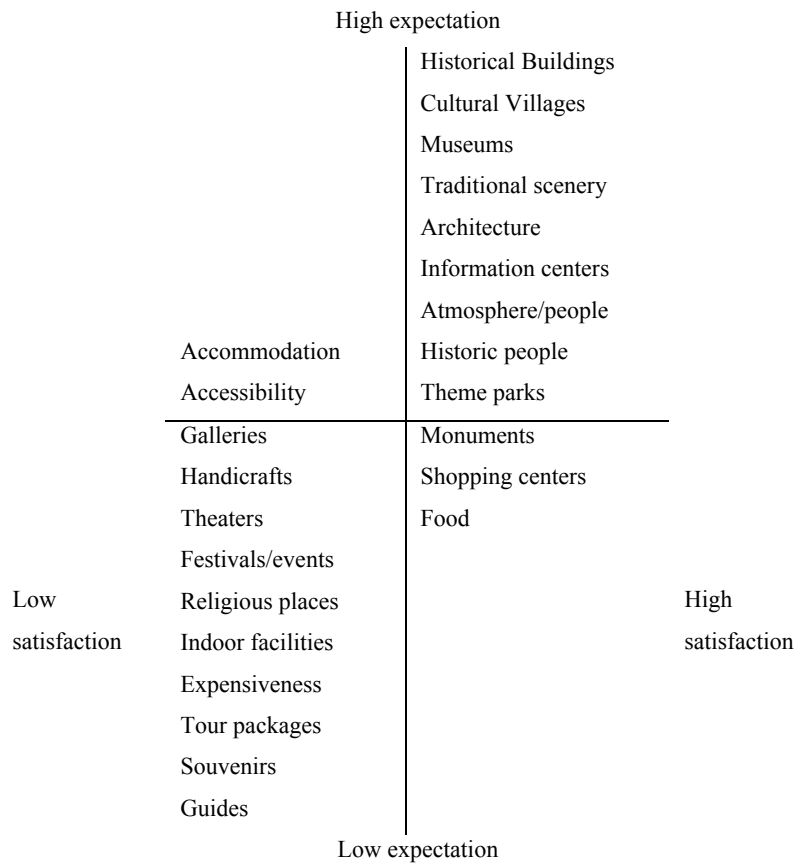 High expectation
Historical Buildings
Cultural Villages
Museums
Traditional scenery
Architecture
Information centers
Atmosphere/people
Accommodation Historic people
Accessibility Theme parks
Galleries Monuments
Handicrafts Shopping centers
Theaters Food
Festivals/events
Low Religious places High
satisfaction Indoor facilities satisfaction
Expensiveness
Tour packages
Souvenirs
Guides
Low expectation